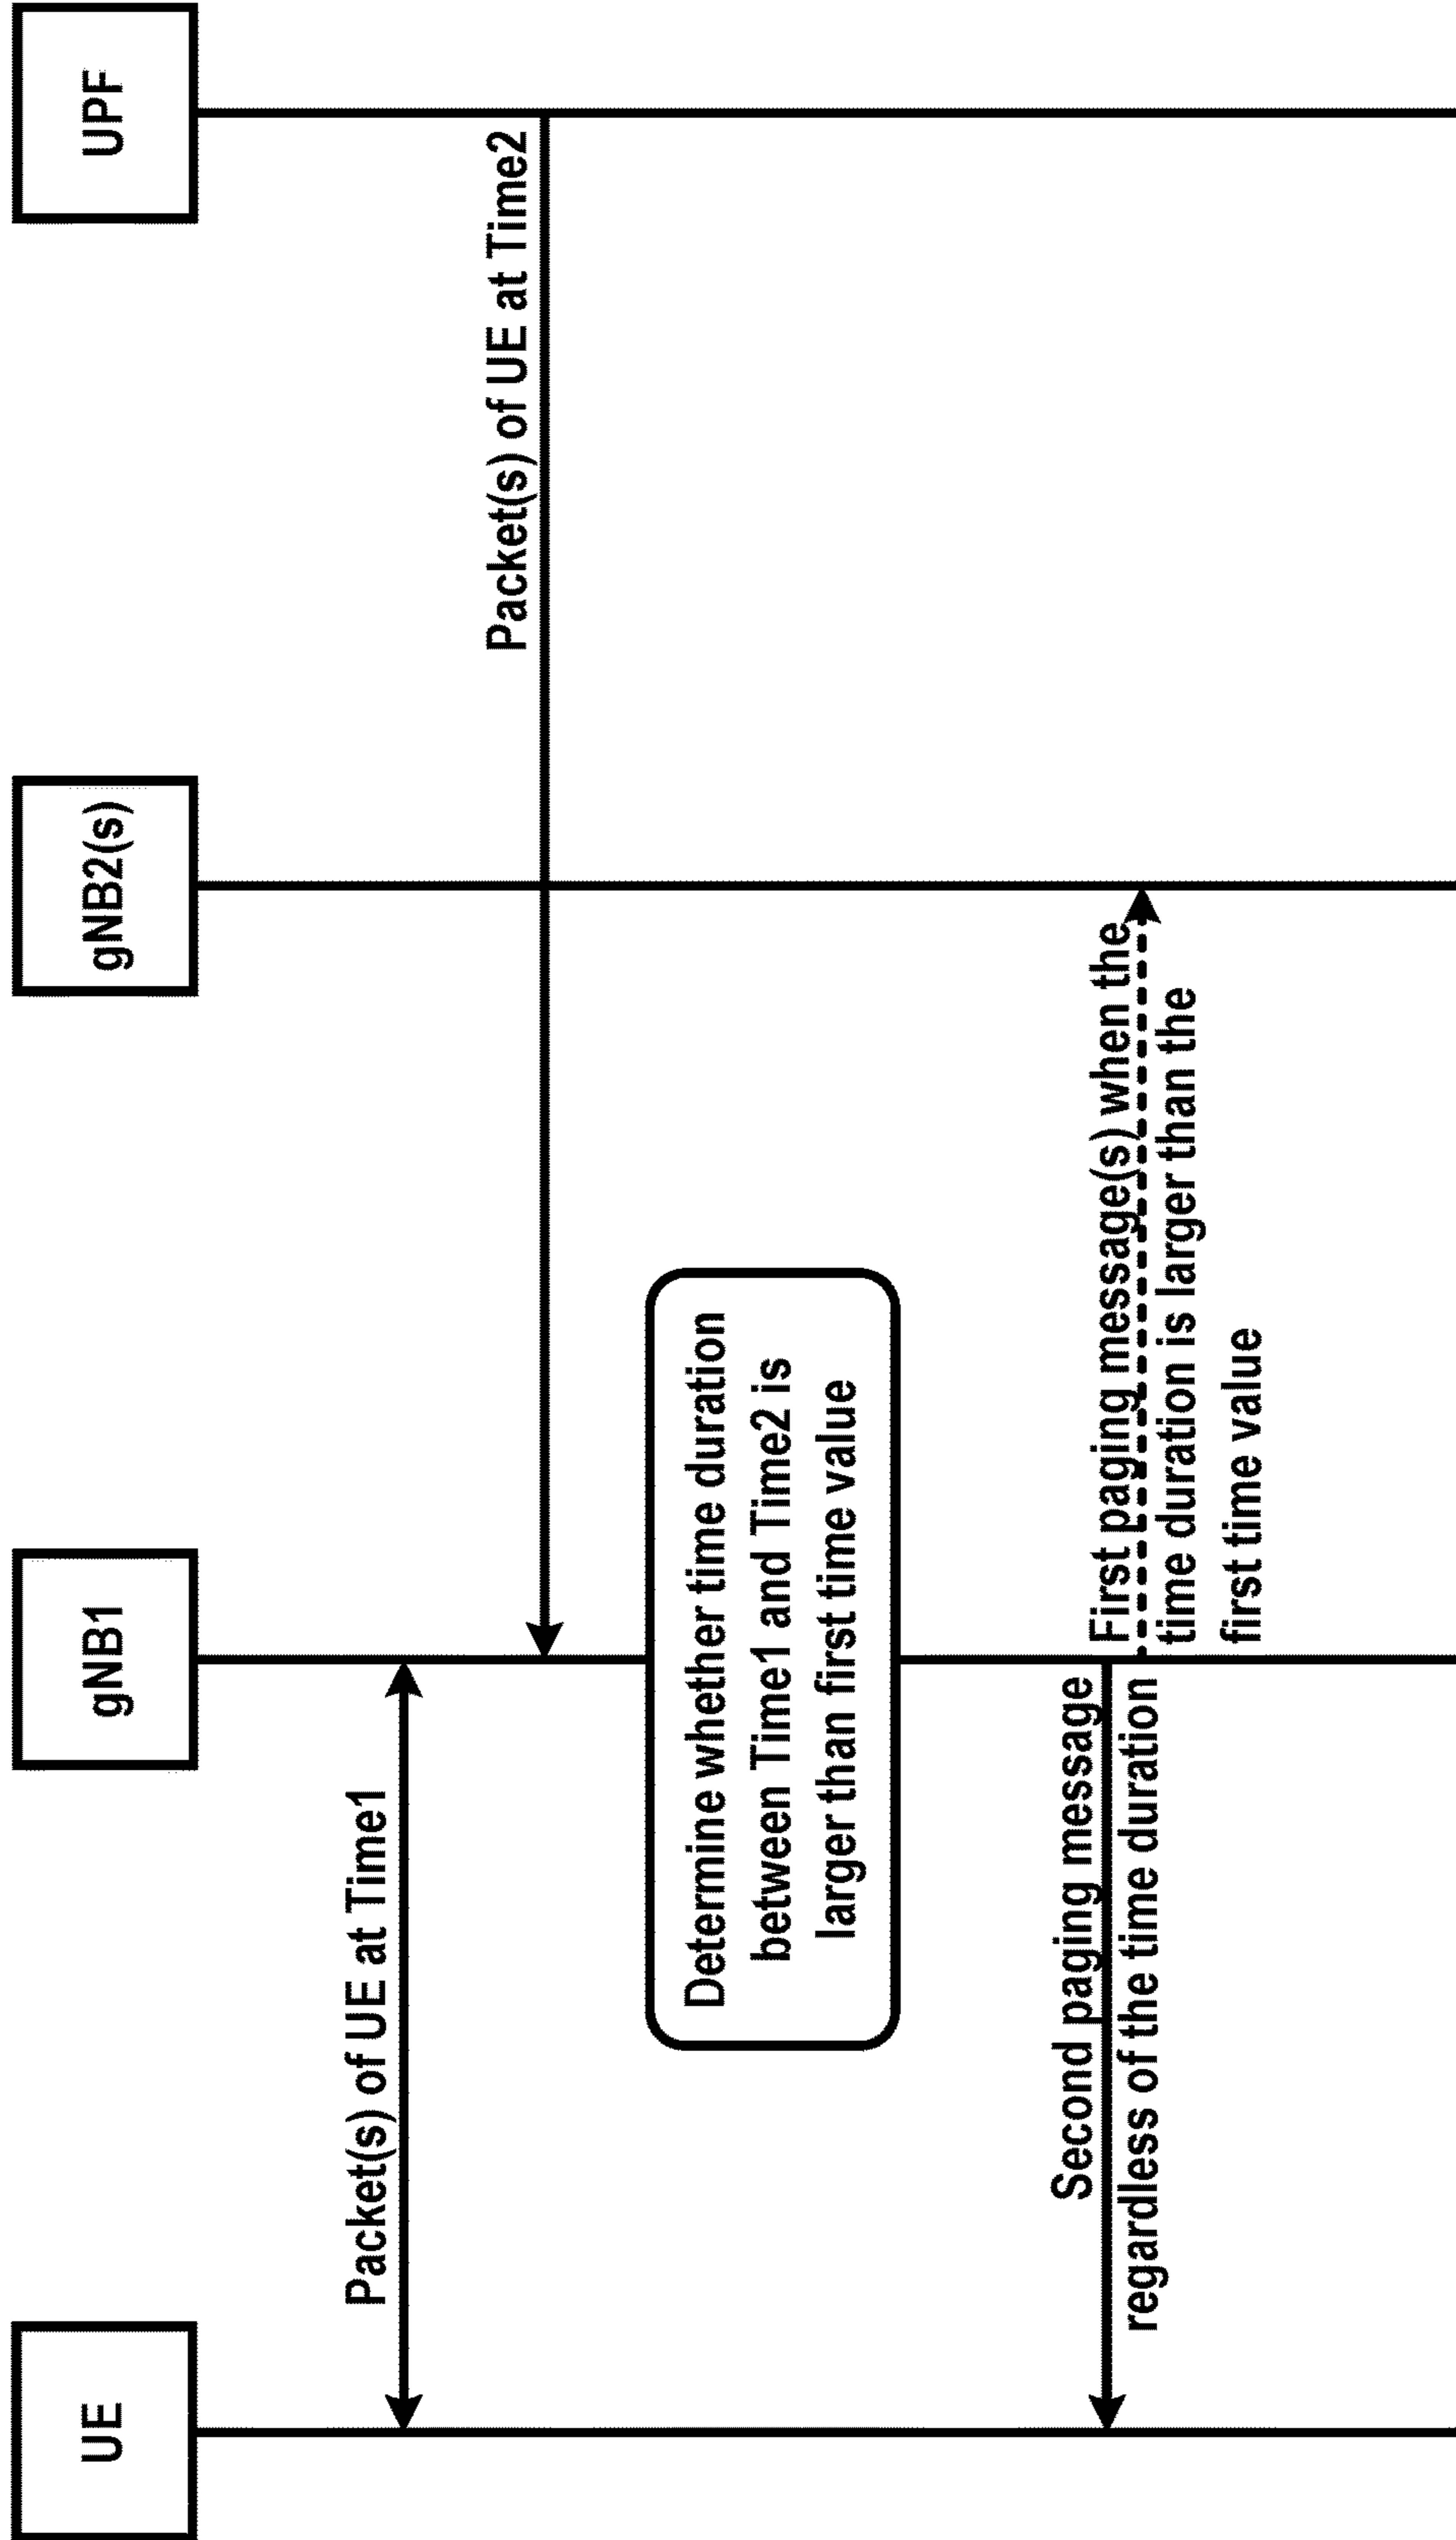 UE
gNB1
gNB2(s)
UPF
Packet(s) of UE at Time1
Packet(s) of UE at Time2
Determine whether time duration
between Time1 and Time2 is
larger than first time value
Second paging message
regardless of the time duration
First paging message(s) when the
time duration is larger than the
first time value